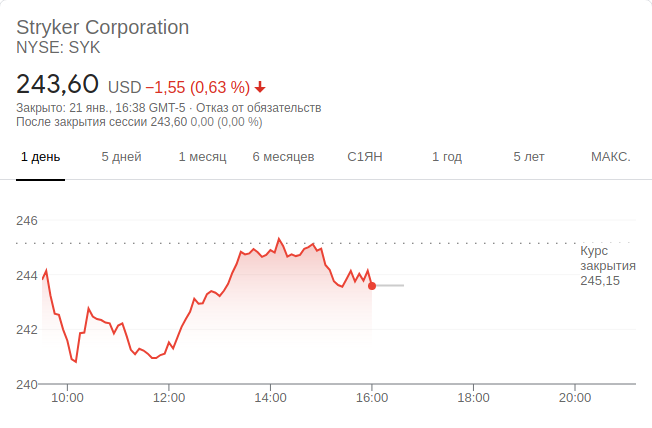 Stryker Corporation
NYSE: SYK
243,60 USD −1,55 (0,63 %)
Закрыто: 21 янв., 16:38 GMT-5 · Отказ от обязательств
После закрытия сессии 243,60 0,00 (0,00 %)
1 день 5 дней 1 месяц 6 месяцев С1ЯН 1 год 5 лет МАКС.
246
Курс
закрытия
245,15
244
242
240
10:00 12:00 14:00 16:00 18:00 20:00